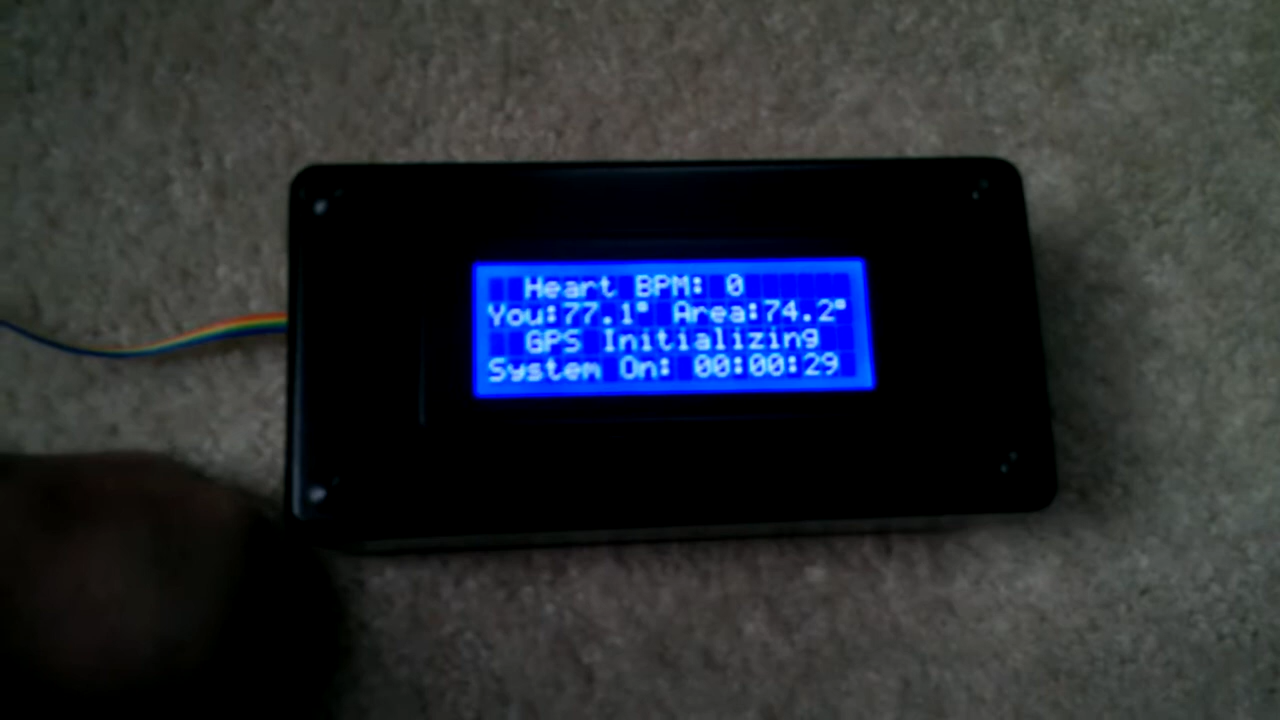 Heart BPM: 0
You:77.1° Area:74.2°
GPS Initializing
System On: 00:00:29